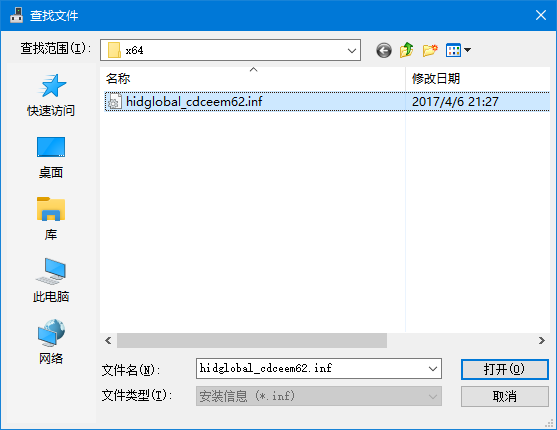 查找文件
查找范围(I):
x64
快速访问
桌面
库
此电脑
网络
名称
修改日期
hidglobal_cdceem62.inf
2017/4/6 21:27
文件名(N):
hidglobal_cdceem62.inf
打开(O)
文件类型(T):
安装信息 (*.inf)
取消